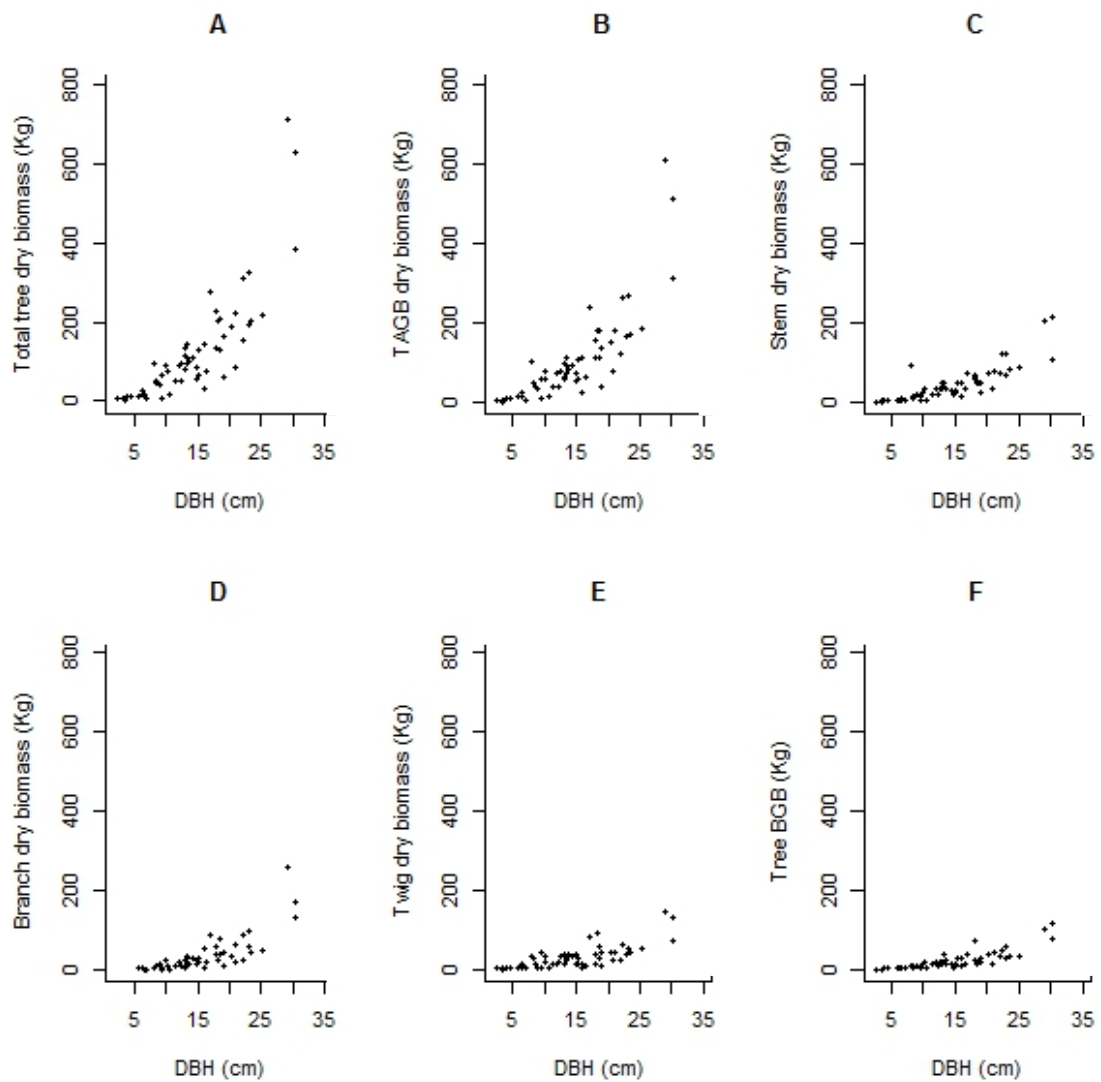 A
B
C
Total tree dry biomass (Kg)
800
600
400
200
0
5 15 25 35
DBH (cm)
TAGB dry biomass (Kg)
800
600
400
200
0
5 15 25 35
DBH (cm)
Stem dry biomass (Kg)
800
600
400
200
0
5 15 25 35
DBH (cm)
D
E
F
Branch dry biomass (Kg)
800
600
400
200
0
5 15 25 35
DBH (cm)
Twig dry biomass (Kg)
800
600
400
200
0
5 15 25 35
DBH (cm)
Tree BGB (Kg)
800
600
400
200
0
5 15 25 35
DBH (cm)